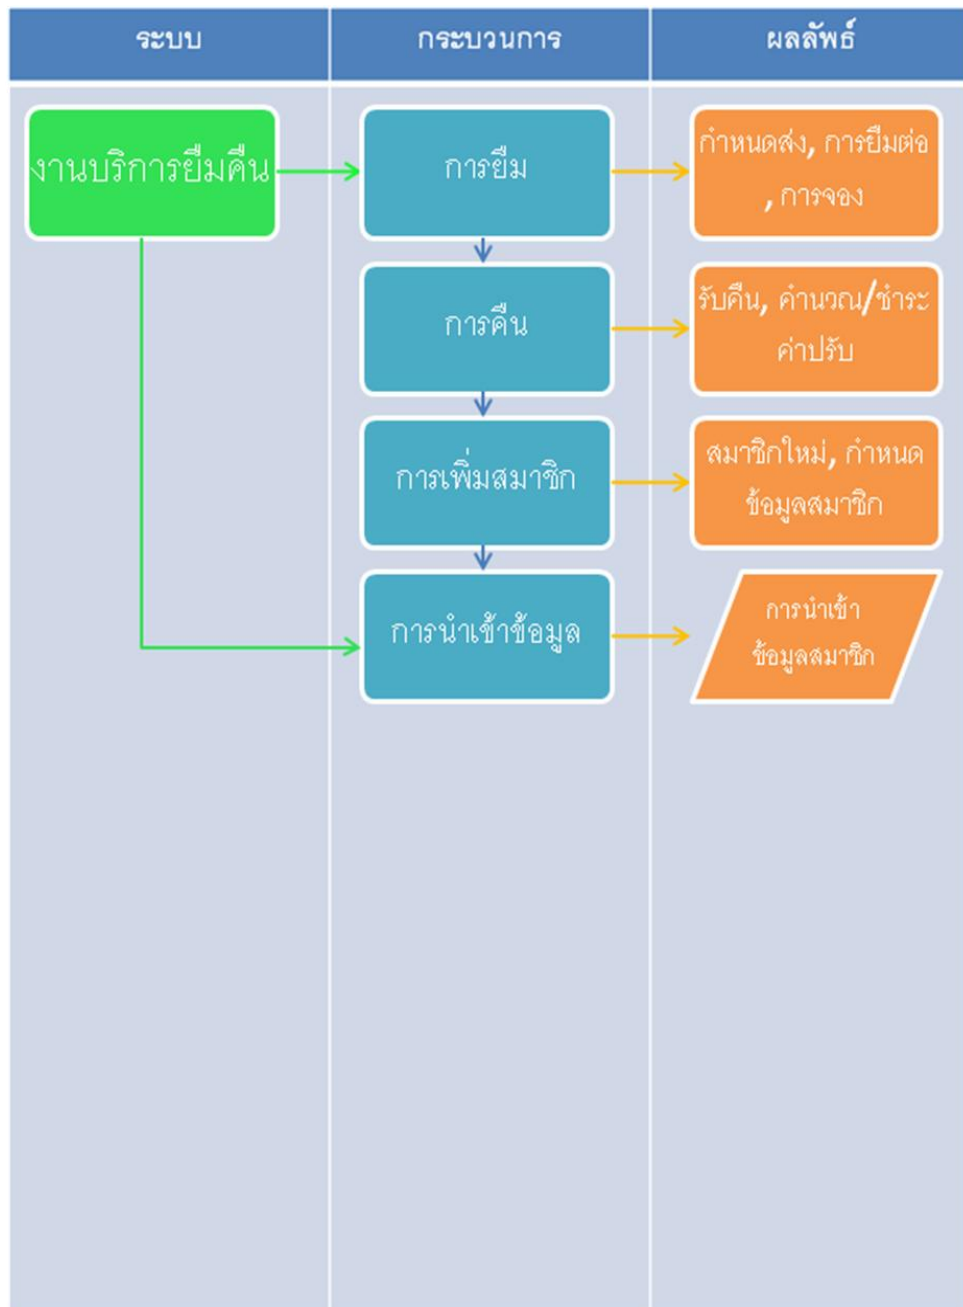 ระบบ
กระบวนการ
ผลลัพธ์
งานบริการยืมคืน
การยืม
กำหนดส่ง, การยืมต่อ
, การจอง
การคืน
รับคืน, คำนวณ/ชำระ
ค่าปรับ
การเพิ่มสมาชิก
สมาชิกใหม่, กำหนด
ข้อมูลสมาชิก
การนำเข้าข้อมูล
การนำเข้า
ข้อมูลสมาชิก